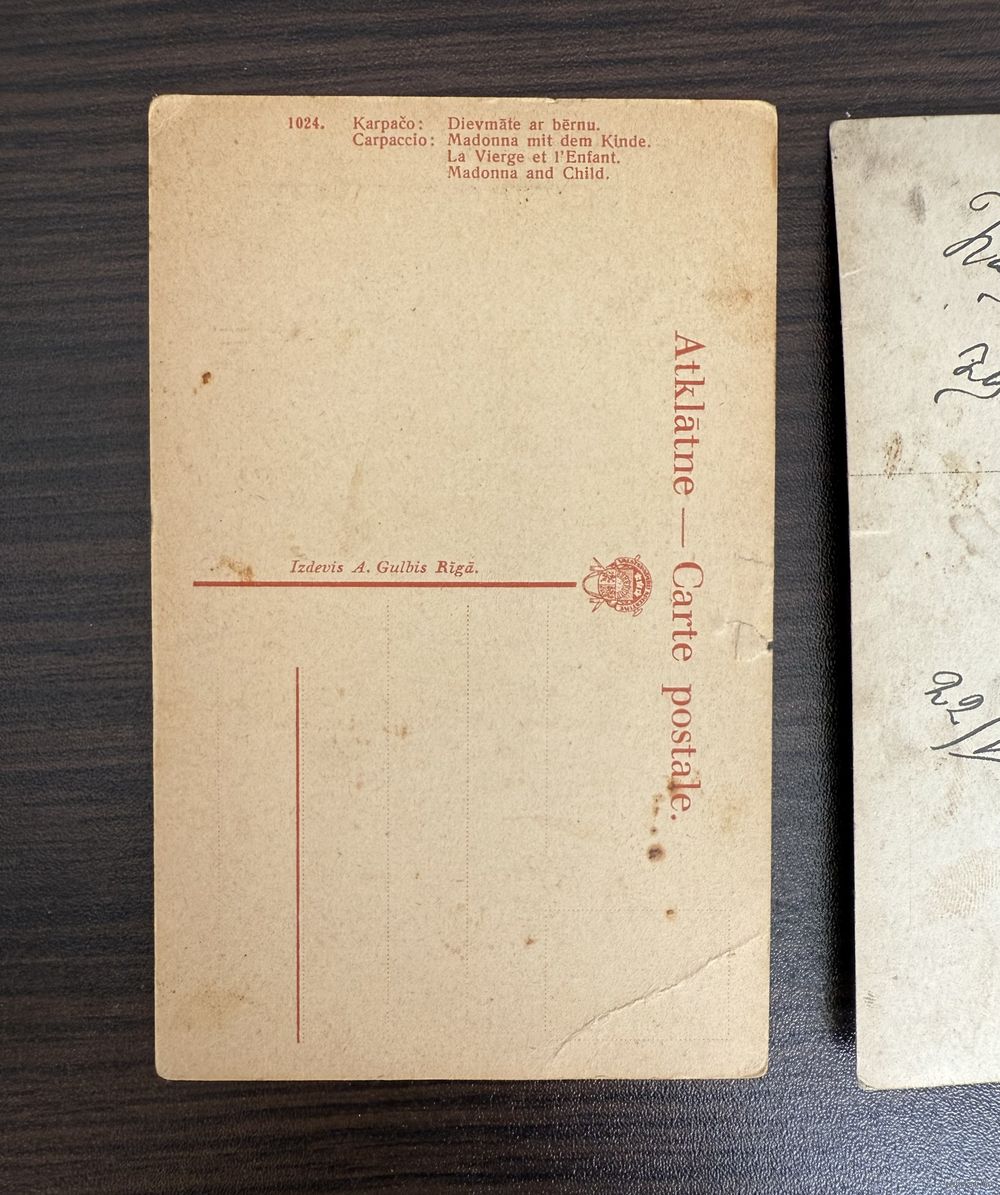 1024. Karpačo: Dievmāte ar bērnu.
Carpaccio: Madonna mit dem Kinde.
La Vierge et l'Enfant.
Madonna and Child.
Atklātne — Carte postale.
Izdevis A. Gulbis Rīgā.